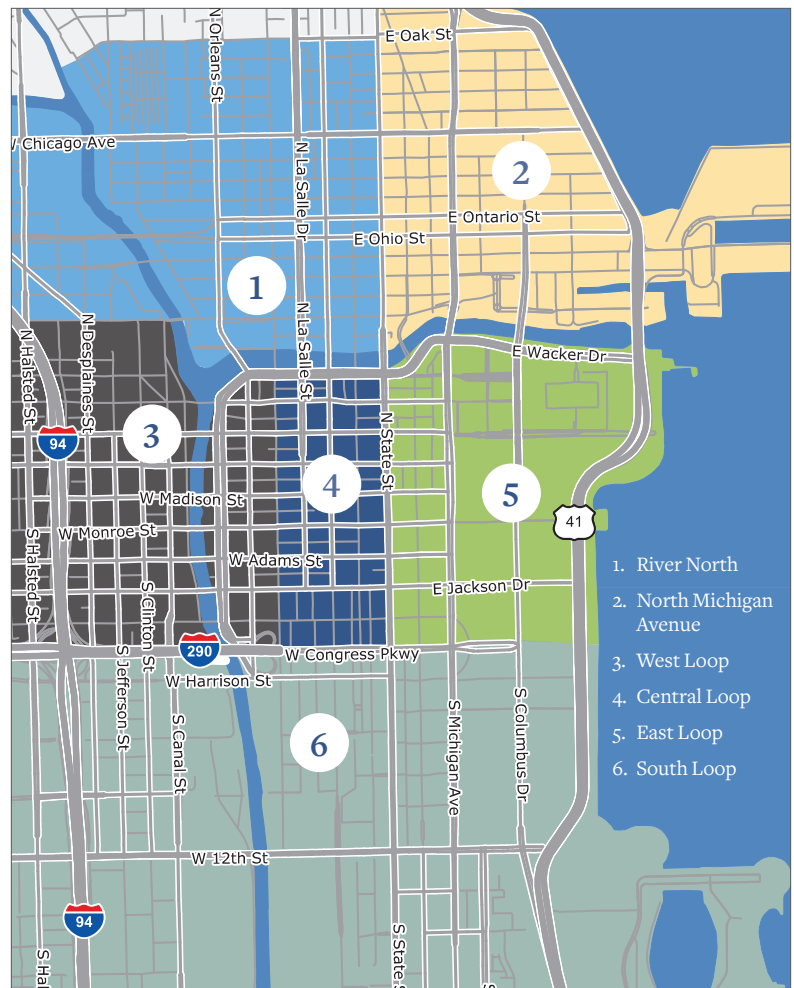 N Orleans St
E Oak St
W Chicago Ave
2
N La Salle Dr
E Ontario St
E Ohio St
1
N La Salle St
N Halsted St
N Desplaines St
E Wacker Dr
94
3
N State St
4
5
W Madison St
41
W Monroe St
S Halsted St
W Adams St
1. River North
E Jackson Dr
S Clinton St
2. North Michigan
Avenue
290
W Congress Pkwy
3. West Loop
W Harrison St
S Jefferson St
4. Central Loop
S Canal St
S Michigan Ave
S Columbus Dr
5. East Loop
6
6. South Loop
W 12th St
94
S State S
S Hal
S